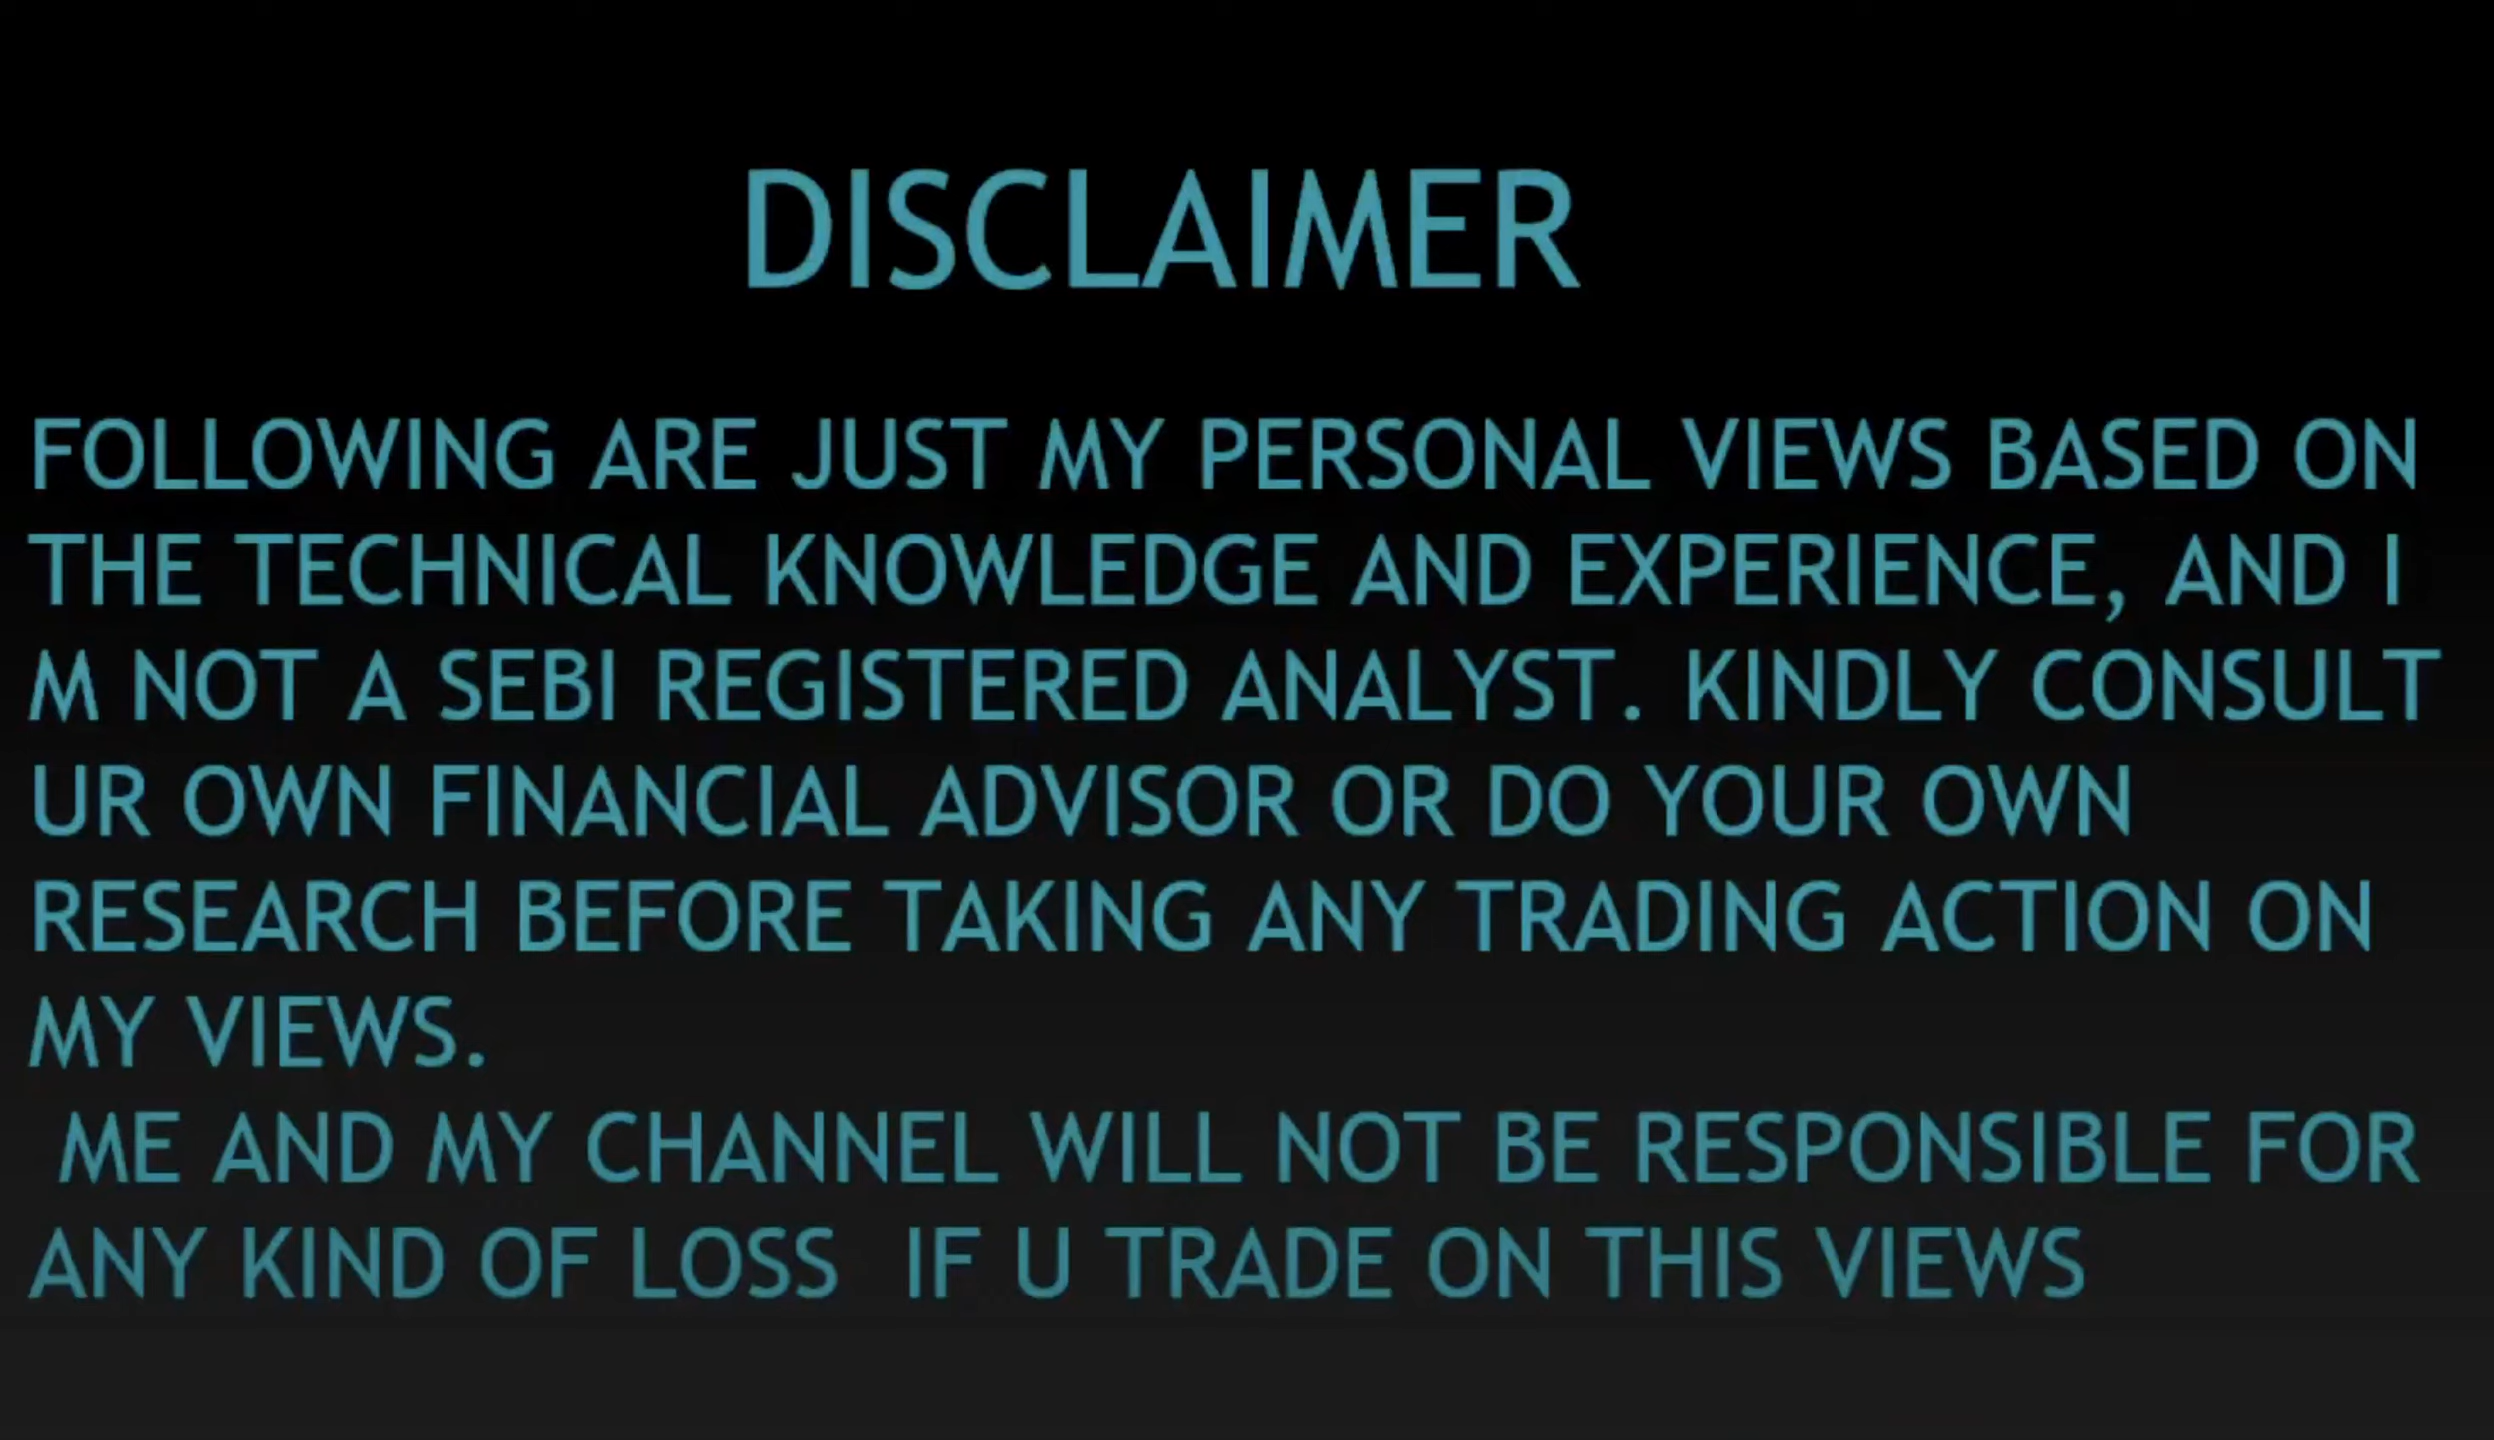 DISCLAIMER
FOLLOWING ARE JUST MY PERSONAL VIEWS BASED ON
THE TECHNICAL KNOWLEDGE AND EXPERIENCE, AND I
M NOT A SEBI REGISTERED ANALYST. KINDLY CONSULT
UR OWN FINANCIAL ADVISOR OR DO YOUR OWN
RESEARCH BEFORE TAKING ANY TRADING ACTION ON
MY VIEWS.
ME AND MY CHANNEL WILL NOT BE RESPONSIBLE FOR
ANY KIND OF LOSS  IF U TRADE ON THIS VIEWS